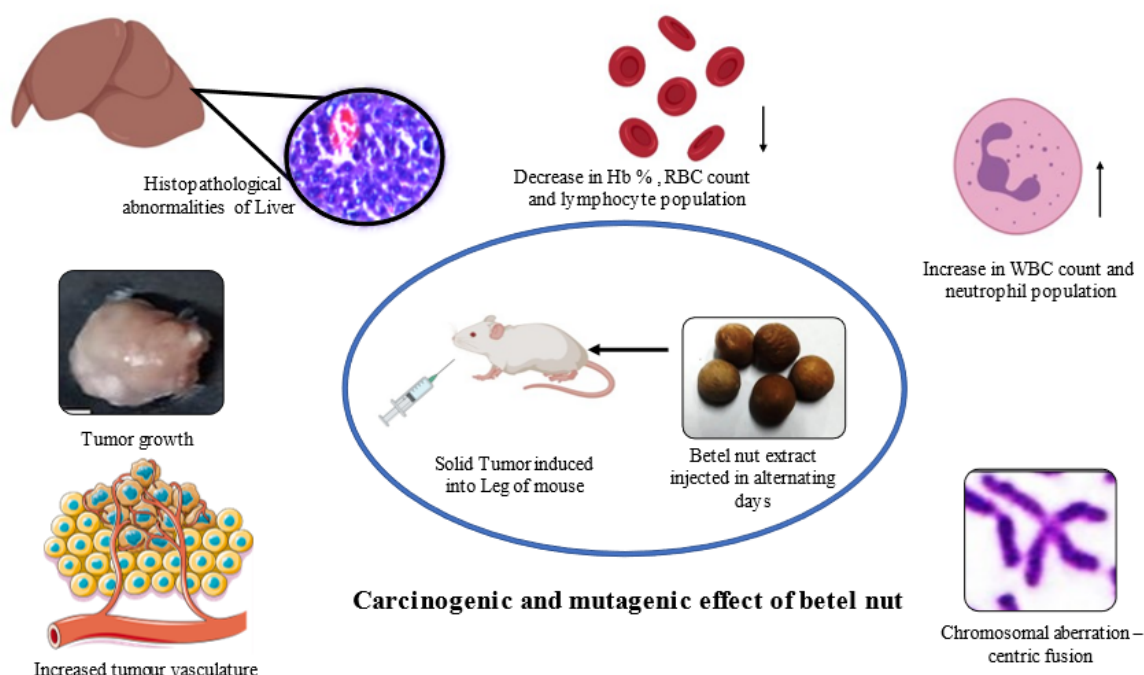 Histopathological
abnormalities of Liver
Decrease in Hb %, RBC count
and lymphocyte population
Increase in WBC count and
neutrophil population
Tumor growth
Solid Tumor induced
into Leg of mouse
Betel nut extract
injected in alternating
days
Increased tumour vasculature
Carcinogenic and mutagenic effect of betel nut
Chromosomal aberration –
centric fusion